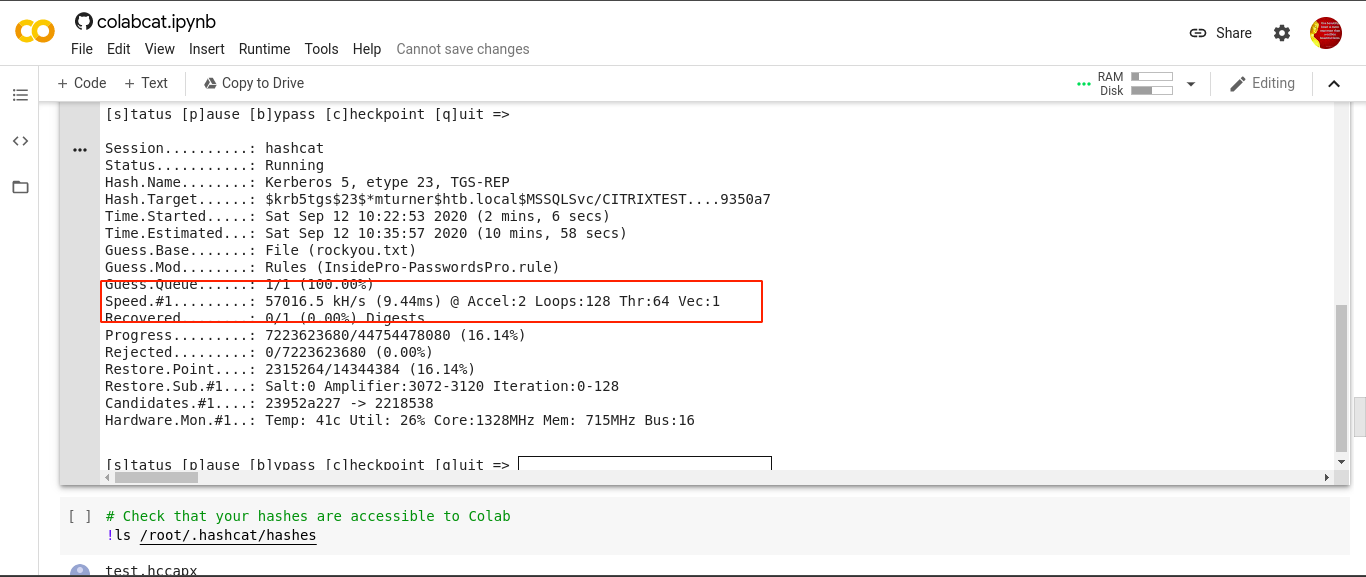 colabcat.ipynb
File Edit View Insert Runtime Tools Help Cannot save changes
Share
+ Code + Text Copy to Drive
RAM
Disk
Editing
[s]tatus [p]ause [b]ypass [c]heckpoint [q]uit =>
Session..........: hashcat
Status...........: Running
Hash.Name........: Kerberos 5, etype 23, TGS-REP
Hash.Target......: $krb5tgs$23$*mturner$htb.local$MSSQLSvc/CITRIXTEST....9350a7
Time.Started.....: Sat Sep 12 10:22:53 2020 (2 mins, 6 secs)
Time.Estimated...: Sat Sep 12 10:35:57 2020 (10 mins, 58 secs)
Guess.Base.......: File (rockyou.txt)
Guess.Mod........: Rules (InsidePro-PasswordsPro.rule)
Guess.Queue......: 1/1 (100.00%)
Speed.#1.........: 57016.5 kH/s (9.44ms) @ Accel:2 Loops:128 Thr:64 Vec:1
Recovered........: 0/1 (0.00%) Digests
Progress.........: 7223623680/44754478080 (16.14%)
Rejected.........: 0/7223623680 (0.00%)
Restore.Point....: 2315264/14344384 (16.14%)
Restore.Sub.#1...: Salt:0 Amplifier:3072-3120 Iteration:0-128
Candidates.#1....: 23952a227 -> 2218538
Hardware.Mon.#1..: Temp: 41c Util: 26% Core:1328MHz Mem: 715MHz Bus:16
[s]tatus [p]ause [b]ypass [c]heckpoint [q]uit =>
[ ] # Check that your hashes are accessible to Colab
!ls /root/.hashcat/hashes
test.hccapx